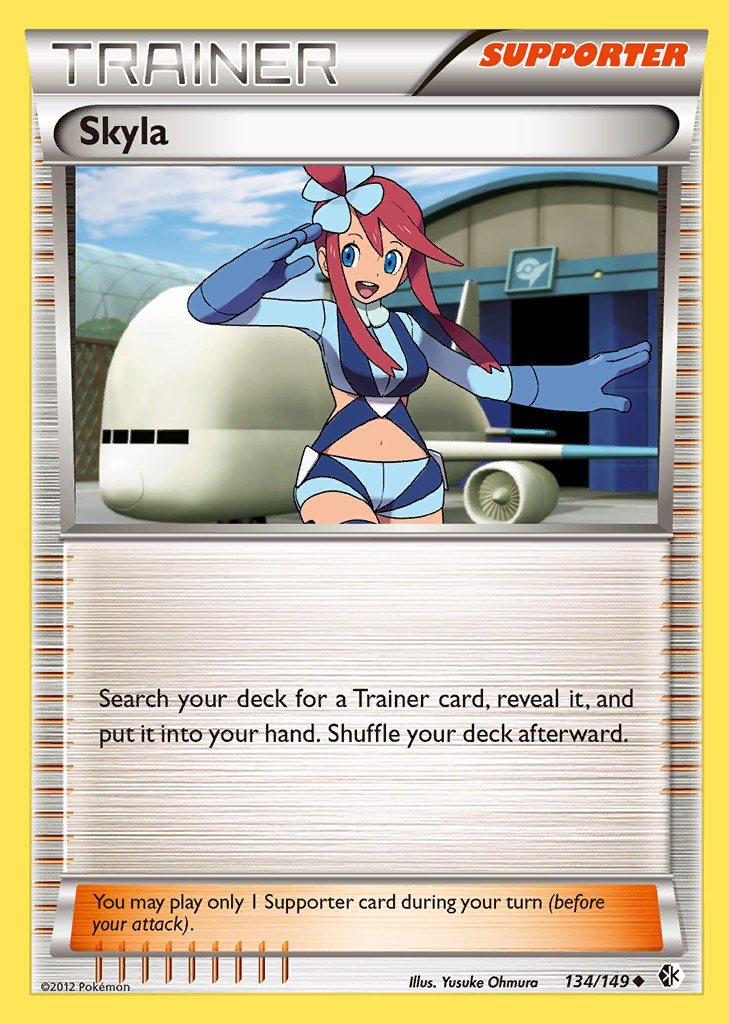 TRAINER
SUPPORTER
Skyla
Search your deck for a Trainer card, reveal it, and
put it into your hand. Shuffle your deck afterward.
You may play only 1 Supporter card during your turn (before
your attack).
©2012 Pokémon
Illus. Yusuke Ohmura
134/149